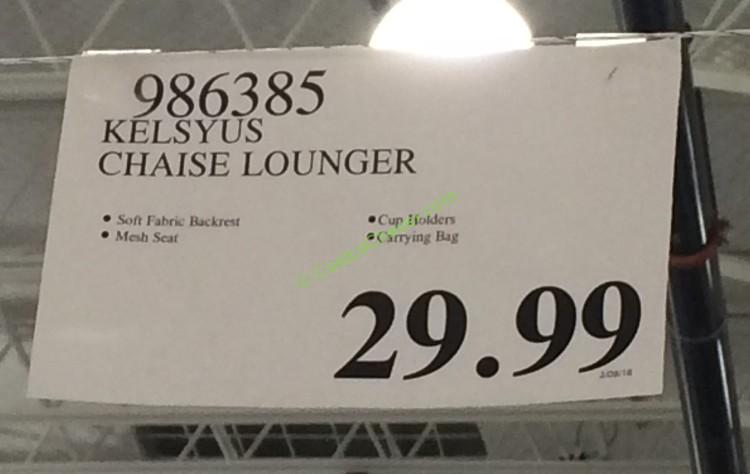 986385
KELSYUS
CHAISE LOUNGER
• Soft Fabric Backrest
• Mesh Seat
• Cup Holders
• Carrying Bag
29.99